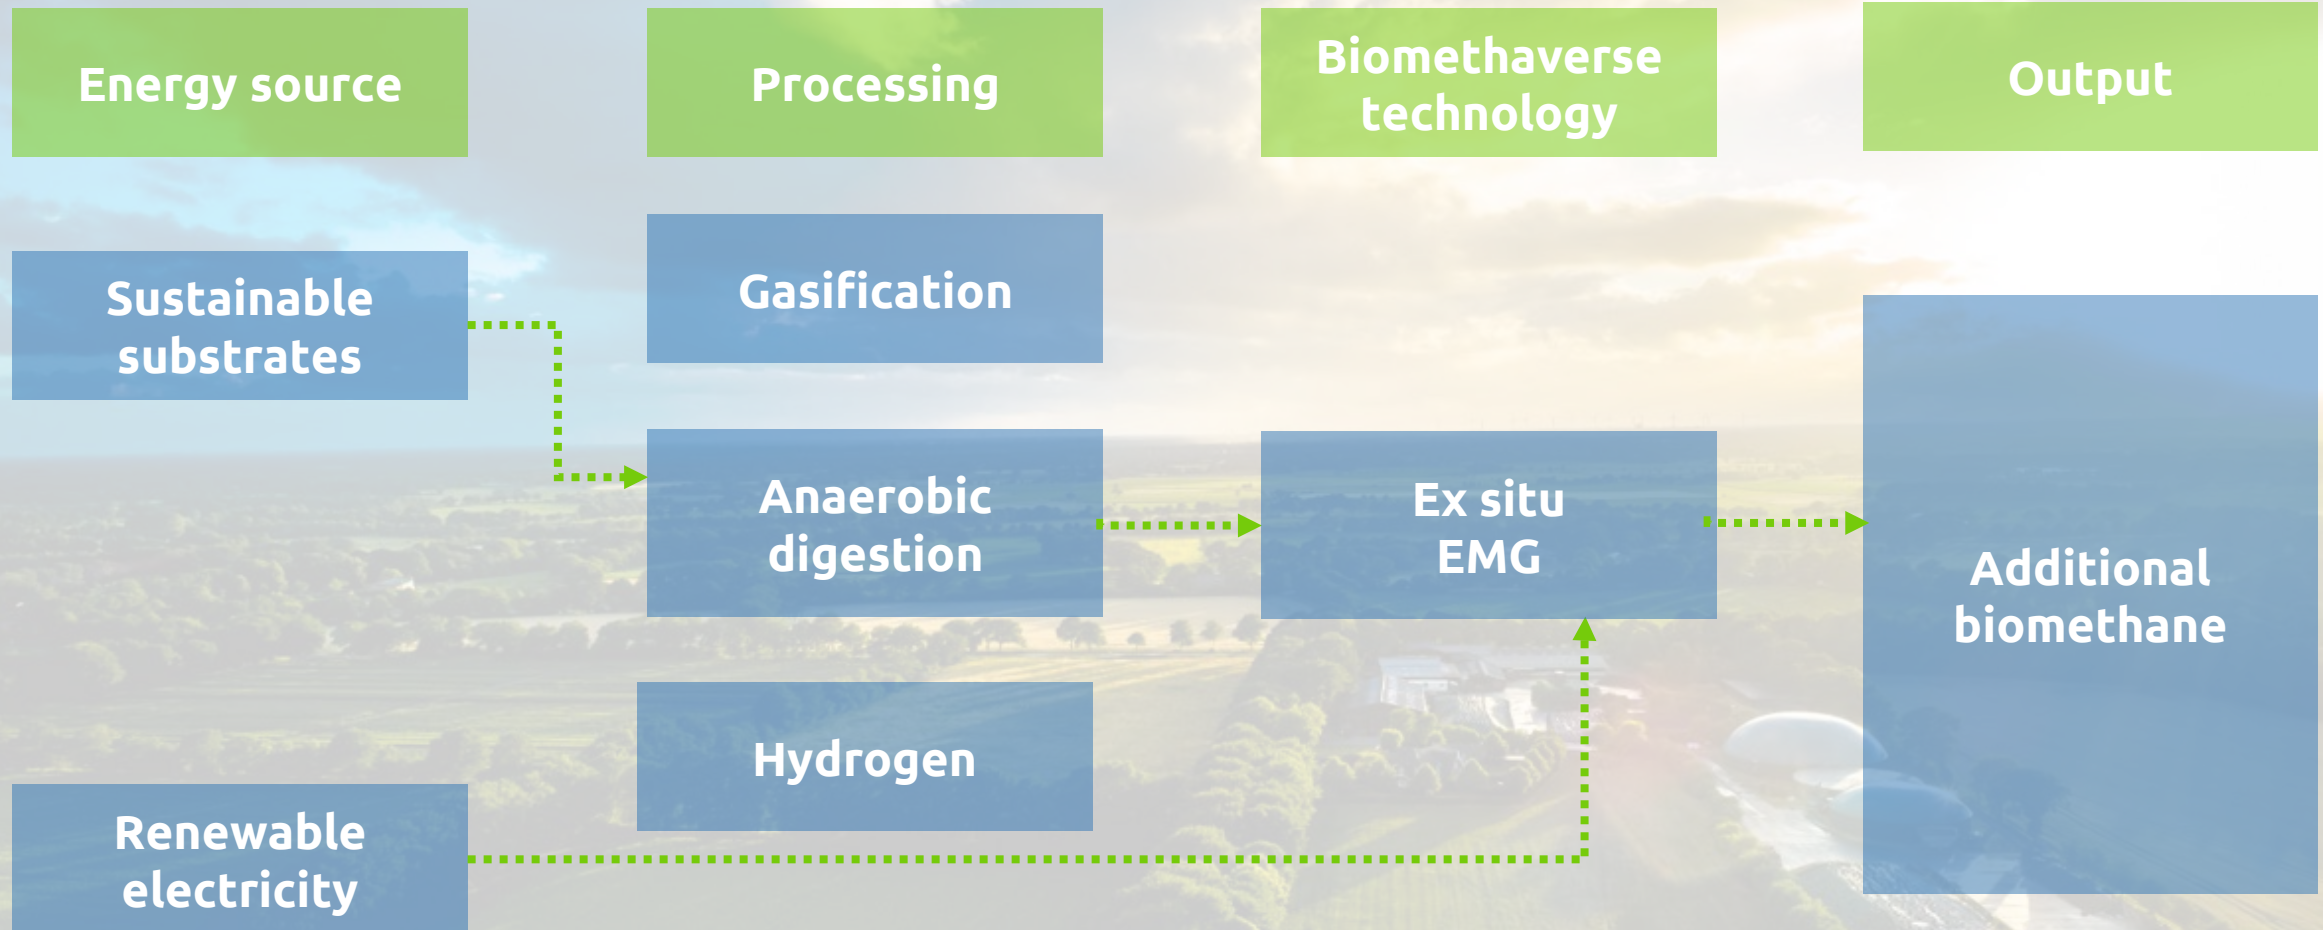 Energy source
Processing
Biomethaverse
technology
Output
Sustainable
substrates
Gasification
Anaerobic
digestion
Ex situ
EMG
Additional
biomethane
Hydrogen
Renewable
electricity